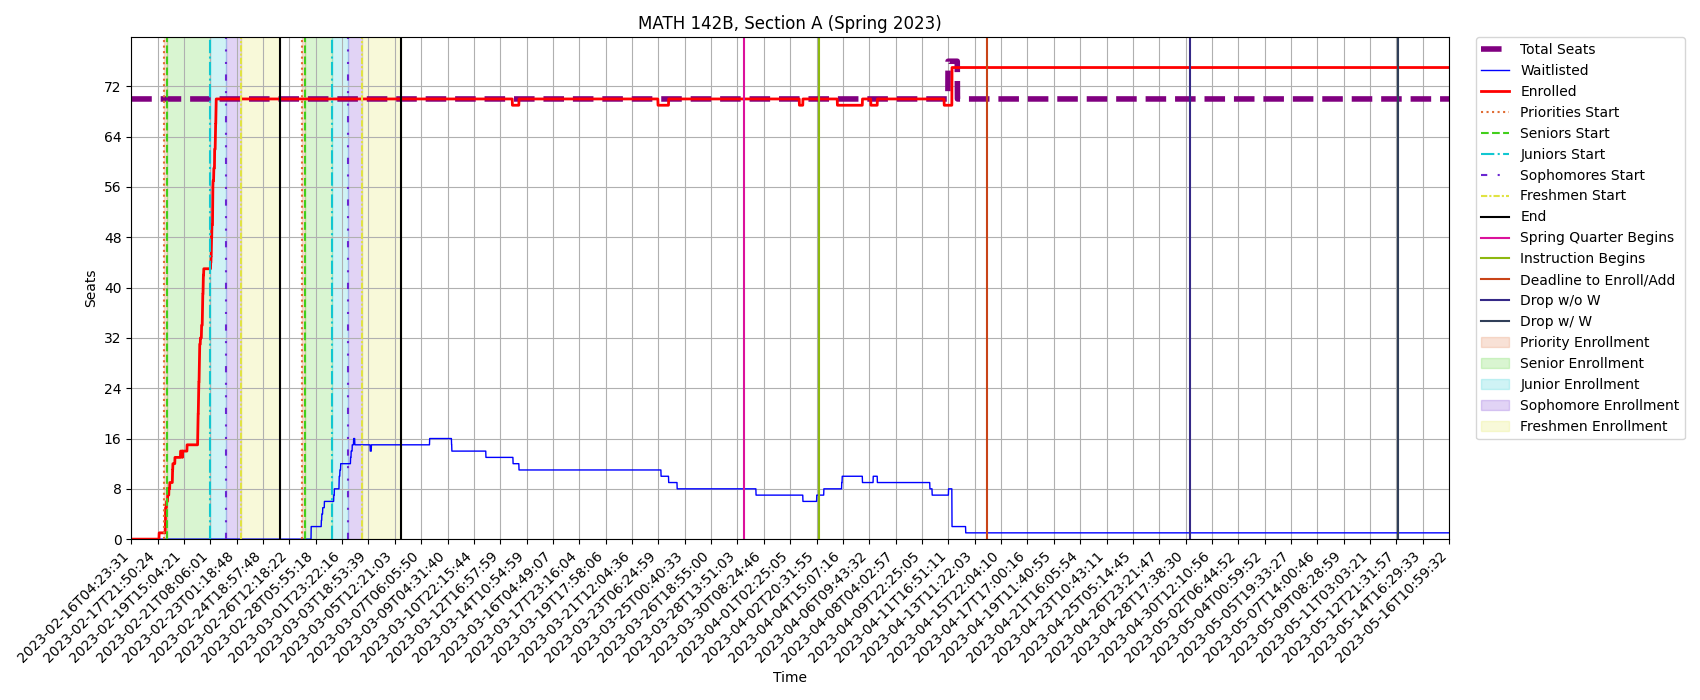 MATH 142B, Section A (Spring 2023)
Seats
72
64
56
48
40
32
24
16
8
0
2023-02-16T04:23:31
2023-02-17T21:50:24
2023-02-19T15:04:21
2023-02-21T08:06:01
2023-02-23T01:18:48
2023-02-24T18:57:48
2023-02-26T12:18:22
2023-02-28T05:55:18
2023-03-01T23:22:16
2023-03-03T18:53:39
2023-03-05T12:21:03
2023-03-07T06:05:50
2023-03-09T04:31:40
2023-03-10T22:15:44
2023-03-12T16:57:59
2023-03-14T10:54:59
2023-03-16T04:49:07
2023-03-17T23:16:04
2023-03-19T17:58:06
2023-03-21T12:04:36
2023-03-23T06:24:59
2023-03-25T00:40:33
2023-03-26T18:55:00
2023-03-28T13:51:03
2023-03-30T08:24:46
2023-04-01T02:25:05
2023-04-02T20:31:55
2023-04-04T15:07:16
2023-04-06T09:43:32
2023-04-08T04:02:57
2023-04-09T22:25:05
2023-04-11T16:51:11
2023-04-13T11:22:03
2023-04-15T22:04:10
2023-04-17T17:00:16
2023-04-19T11:40:55
2023-04-21T16:05:54
2023-04-23T10:43:11
2023-04-25T05:14:45
2023-04-26T23:21:47
2023-04-28T17:38:30
2023-04-30T12:10:56
2023-05-02T06:44:52
2023-05-04T00:59:52
2023-05-05T19:33:27
2023-05-07T14:00:46
2023-05-09T08:28:59
2023-05-11T03:03:21
2023-05-12T21:31:57
2023-05-14T16:29:33
2023-05-16T10:59:32
Time
Total Seats
Waitlisted
Enrolled
Priorities Start
Seniors Start
Juniors Start
Sophomores Start
Freshmen Start
End
Spring Quarter Begins
Instruction Begins
Deadline to Enroll/Add
Drop w/o W
Drop w/ W
Priority Enrollment
Senior Enrollment
Junior Enrollment
Sophomore Enrollment
Freshmen Enrollment